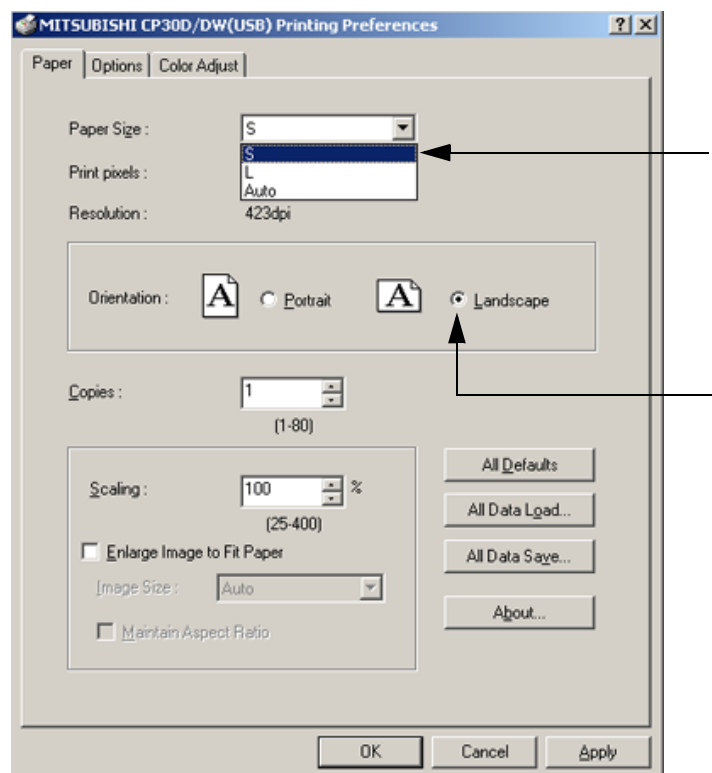 MITSUBISHI CP30D/DW(USB) Printing Preferences
Paper Options Color Adjust
Paper Size : S
S
L
Auto
Print pixels :
Resolution : 423dpi
Orientation : A Portrait A Landscape
Copies : 1
(1-80)
Scaling : 100 %
(25-400)
Enlarge Image to Fit Paper
Image Size : Auto
Maintain Aspect Ratio
All Defaults
All Data Load...
All Data Save...
About...
OK Cancel Apply